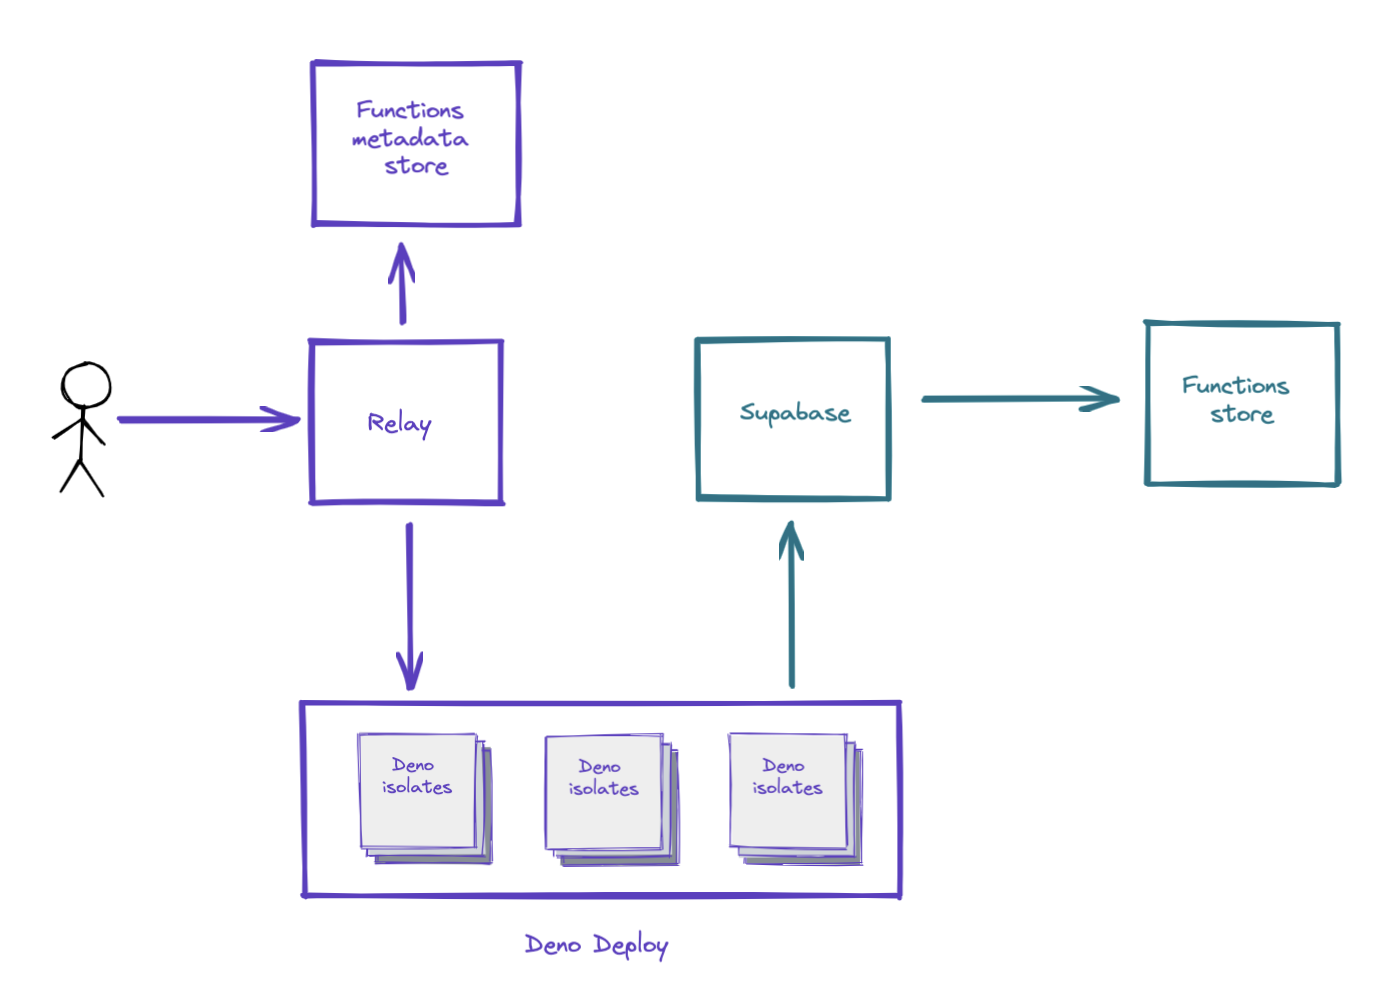 Functions
metadata
store
Relay
Supabase
Functions
store
Deno
isolates
Deno
isolates
Deno
isolates
Deno Deploy